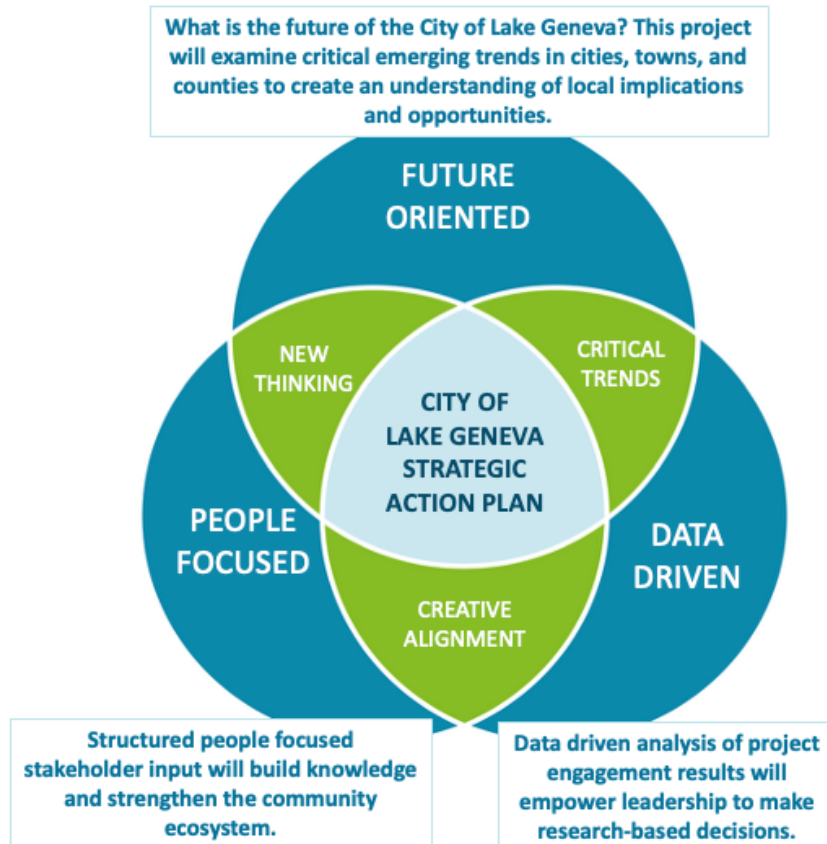 What is the future of the City of Lake Geneva? This project
will examine critical emerging trends in cities, towns, and
counties to create an understanding of local implications
and opportunities.
FUTURE
ORIENTED
NEW
THINKING
CRITICAL
TRENDS
CITY OF
LAKE GENEVA
STRATEGIC
ACTION PLAN
PEOPLE
FOCUSED
DATA
DRIVEN
CREATIVE
ALIGNMENT
Structured people focused
stakeholder input will build knowledge
and strengthen the community
ecosystem.
Data driven analysis of project
engagement results will
empower leadership to make
research-based decisions.